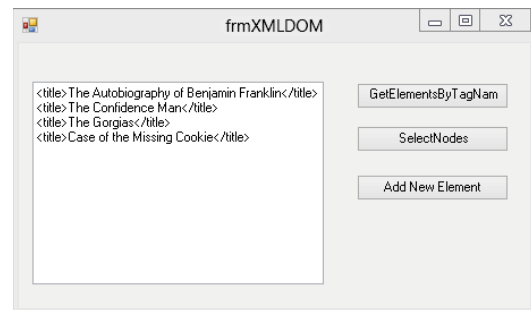 frmXMLDOM
<title>The Autobiography of Benjamin Franklin</title>
<title>The Confidence Man</title>
<title>The Gorgias</title>
<title>Case of the Missing Cookie</title>
GetElementsByTagNam
SelectNodes
Add New Element